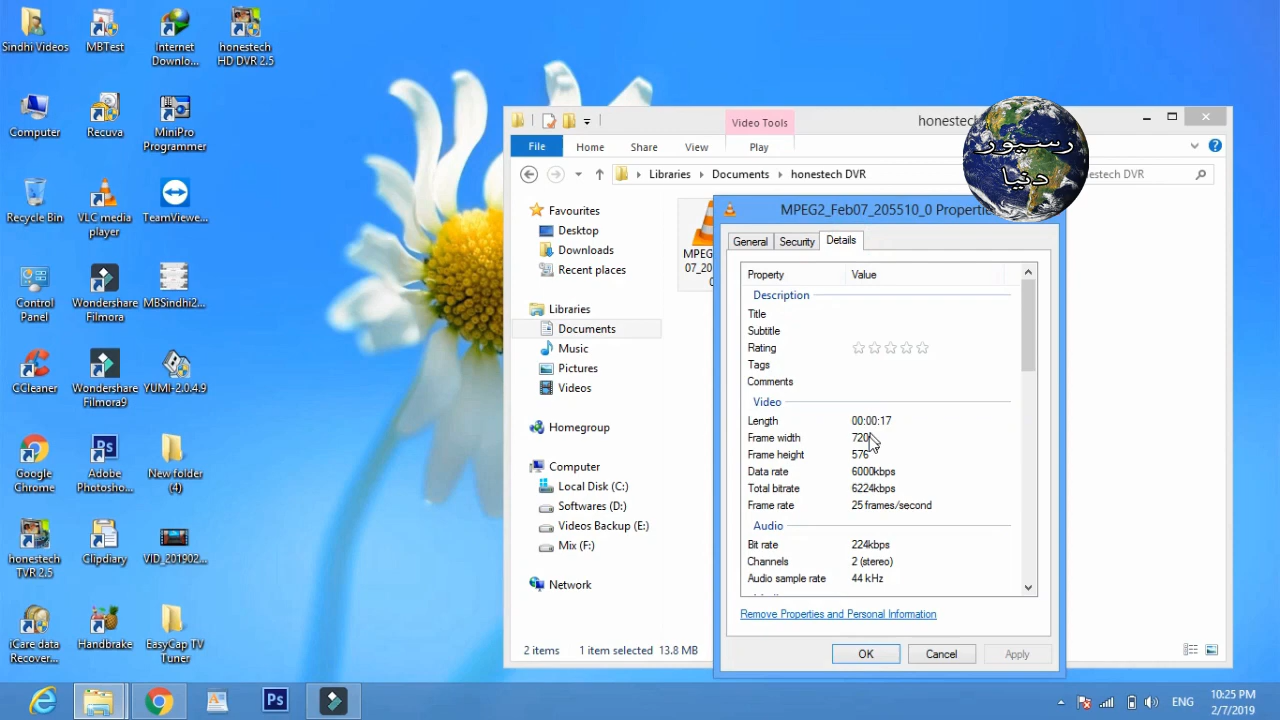 Sindhi Videos
MBTest
Internet
Downlo...
honestech
HD DVR 2.5
Computer
Recuva
MiniPro
Programmer
Recycle Bin
VLC media
player
TeamViewe...
Control
Panel
Wondershare
Filmora
MBSindhi2...
CCleaner
Wondershare
Filmora9
YUMI-2.0.4.9
Google
Chrome
Adobe
Photosho...
New folder
(4)
honestech
TVR 2.5
Clipdiary
VID_201902...
iCare data
Recover...
Handbrake
EasyCap TV
Tuner
Video Tools
honestech
File
Home
Share
View
Play
Libraries
Documents
honestech DVR
hestech DVR
رسیور
دنیا
Favourites
Desktop
Downloads
Recent places
Libraries
Documents
Music
Pictures
Videos
Homegroup
Computer
Local Disk (C:)
Softwares (D:)
Videos Backup (E:)
Mix (F:)
Network
MPEG
07_20
0
2 items
1 item selected 13.8 MB
MPEG2_Feb07_205510_0 Properties
General
Security
Details
Property
Value
Description
Title
Subtitle
Rating
Tags
Comments
Video
Length 00:00:17
Frame width 720
Frame height 576
Data rate 6000kbps
Total bitrate 6224kbps
Frame rate 25 frames/second
Audio
Bit rate 224kbps
Channels 2 (stereo)
Audio sample rate 44 kHz
Remove Properties and Personal Information
OK
Cancel
Apply
Ps
ENG
10:25 PM
2/7/2019